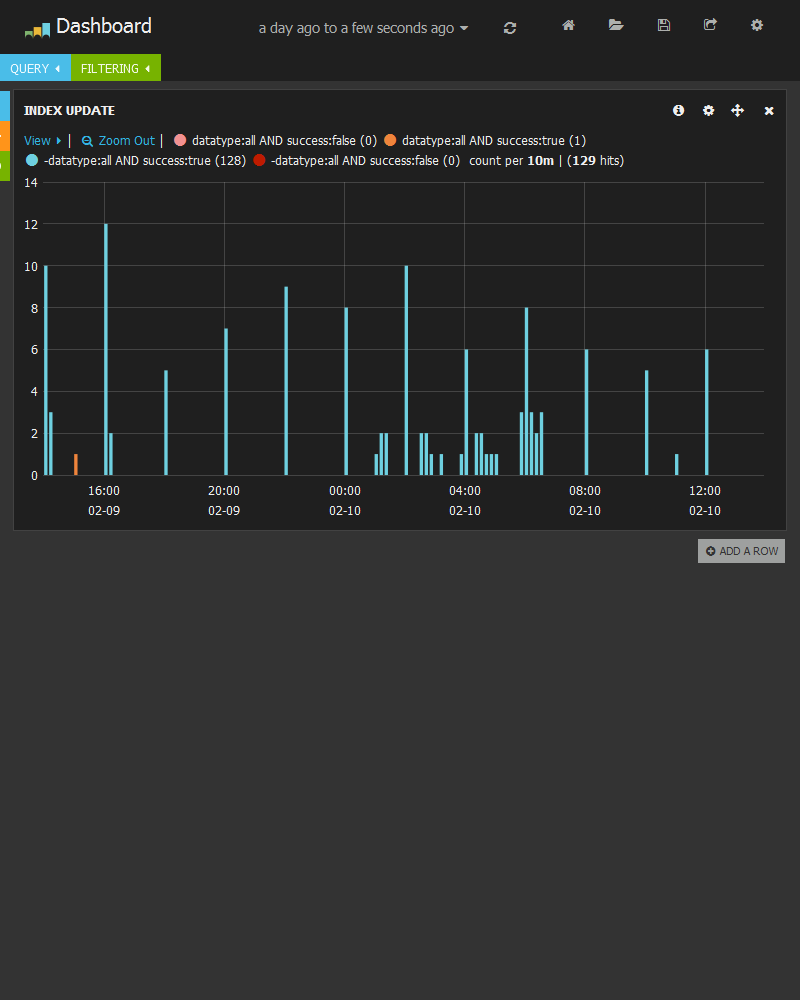 Dashboard
a day ago to a few seconds ago
QUERY
FILTERING
INDEX UPDATE
View | Zoom Out | datatype:all AND success:false (0) datatype:all AND success:true (1)
-datatype:all AND success:true (128) -datatype:all AND success:false (0) count per 10m | (129 hits)
14
12
10
8
6
4
2
0
16:00 20:00 00:00 04:00 08:00 12:00
02-09 02-09 02-10 02-10 02-10 02-10
ADD A ROW